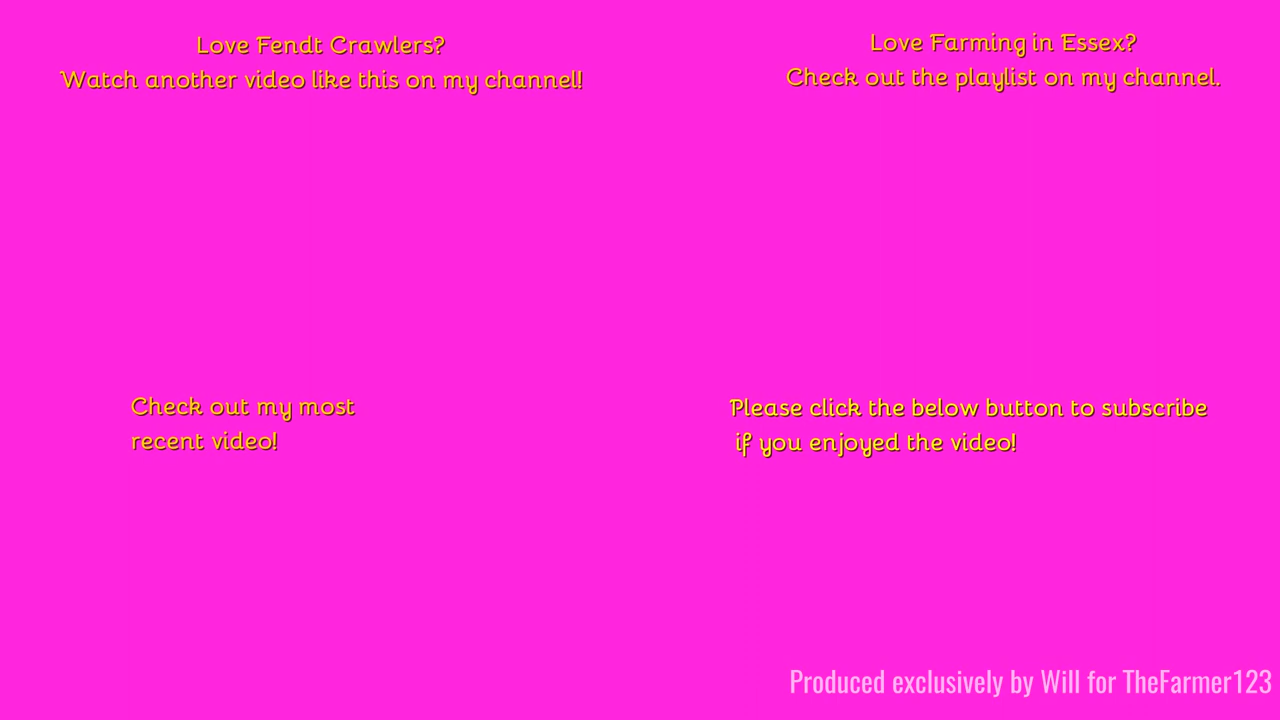 Love Fendt Crawlers?
Watch another video like this on my channel!
Love Farming in Essex?
Check out the playlist on my channel.
Check out my most
recent video!
Please click the below button to subscribe
if you enjoyed the video!
Produced exclusively by Will for TheFarmer123